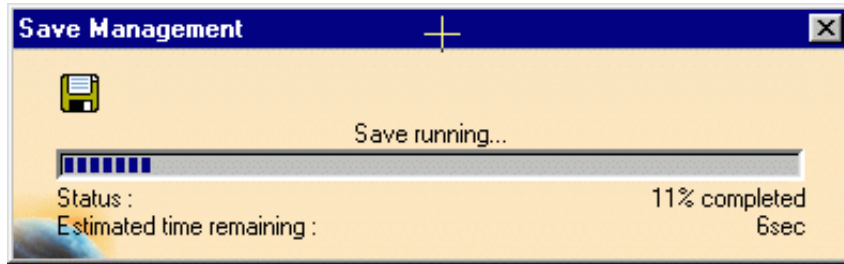 Save Management
Save running...
Status : 11% completed
Estimated time remaining : 6sec